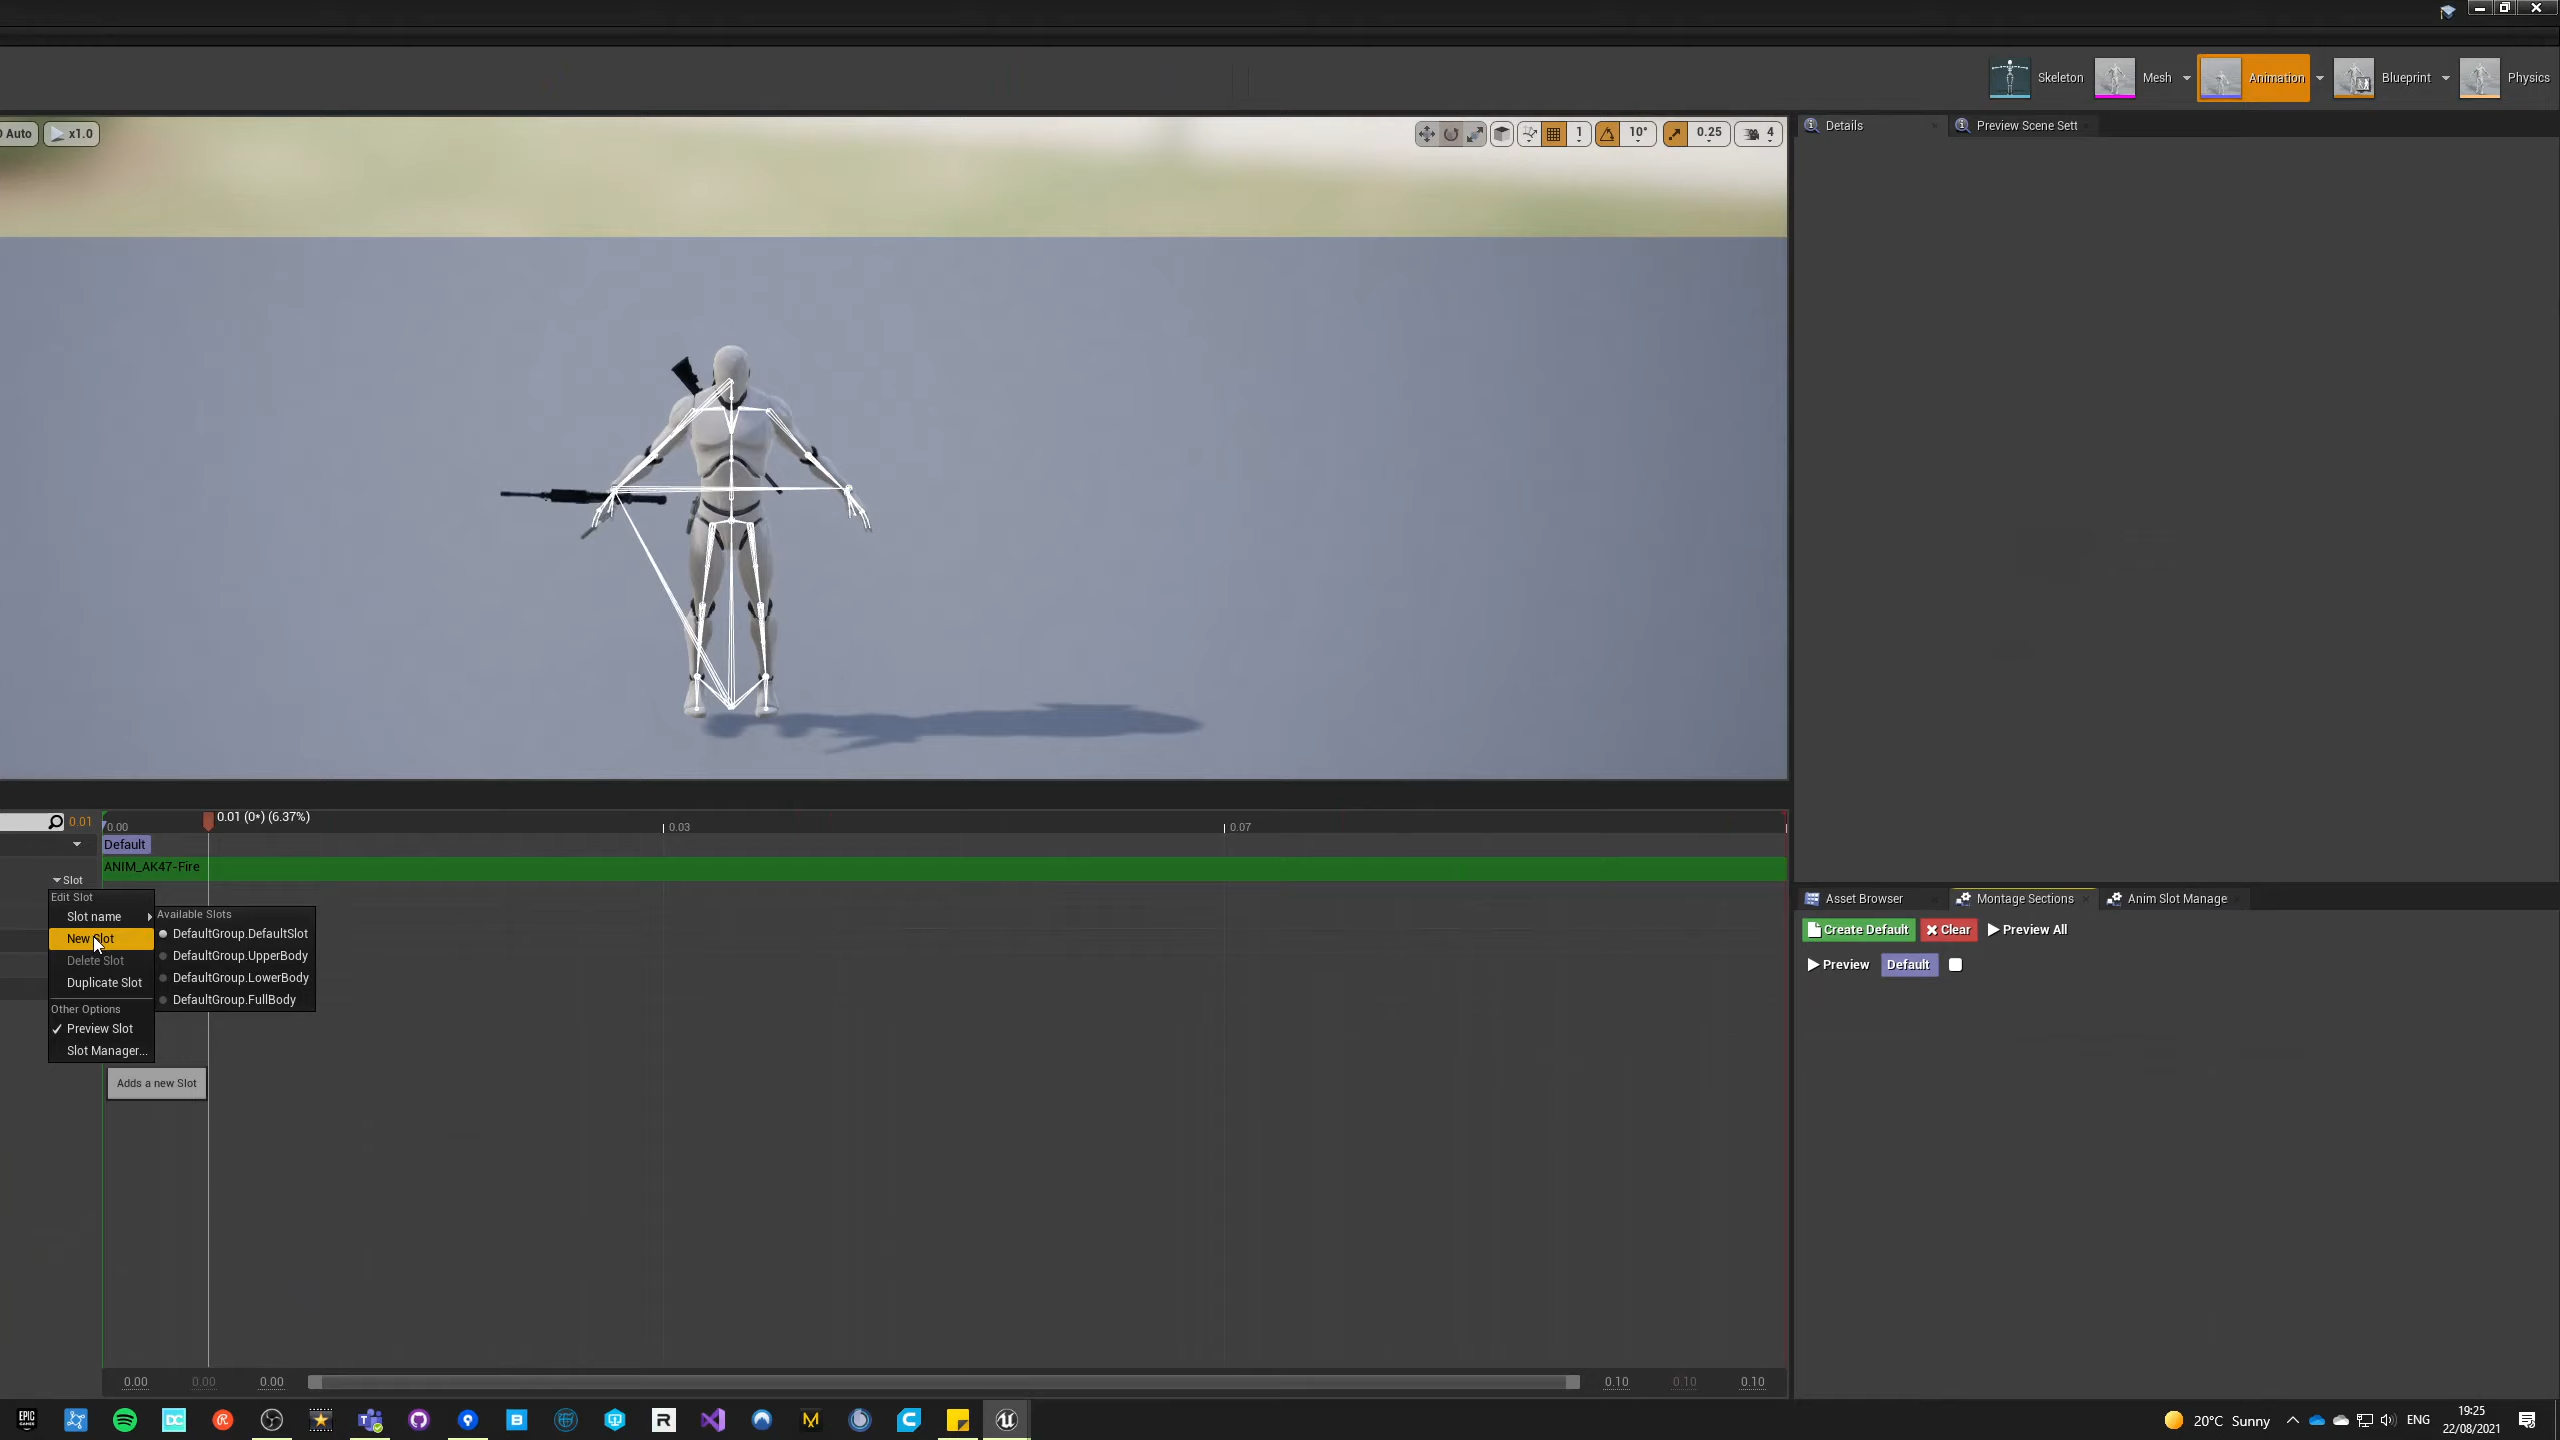 Skeleton
Mesh
Animation
Blueprint
Physics
Auto
x1.0
1
10°
0.25
4
Details
Preview Scene Sett
0.01
0.00
0.01 (0*) (6.37%)
0.03
0.07
Default
ANIM_AK47-Fire
Slot
Edit Slot
Slot name
New Slot
Delete Slot
Duplicate Slot
Other Options
Preview Slot
Slot Manager...
Available Slots
DefaultGroup.DefaultSlot
DefaultGroup.UpperBody
DefaultGroup.LowerBody
DefaultGroup.FullBody
Adds a new Slot
Asset Browser
Montage Sections
Anim Slot Manage
Create Default
Clear
Preview All
Preview
Default
0.00
0.00
0.00
0.10
0.10
0.10
EPIC
GAMES
DC
R
B
R
M
C
20°C Sunny
ENG
19:25
22/08/2021